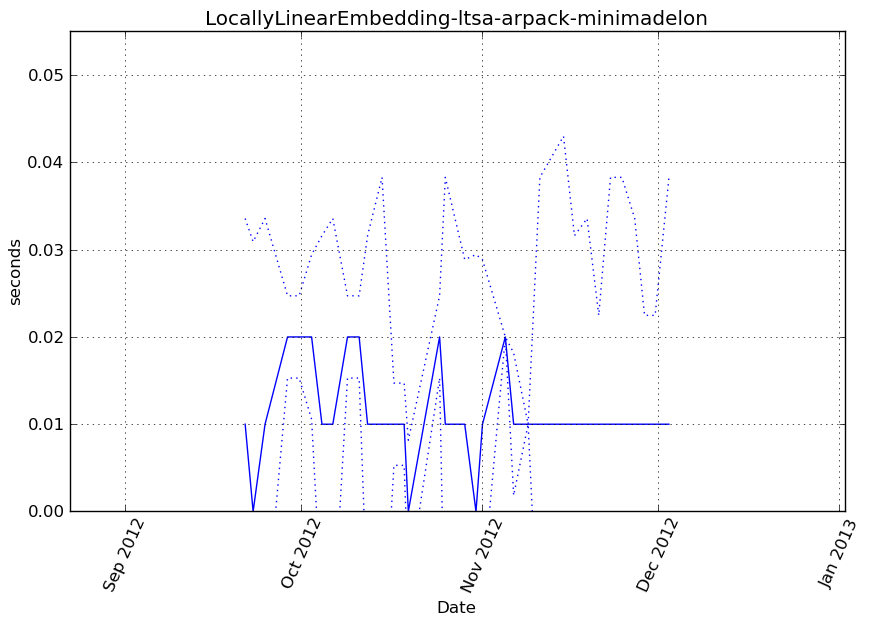 LocallyLinearEmbedding-ltsa-arpack-minimadelon
0.05
0.04
0.03
0.02
0.01
0.00
seconds
Sep 2012
Oct 2012
Nov 2012
Dec 2012
Jan 2013
Date